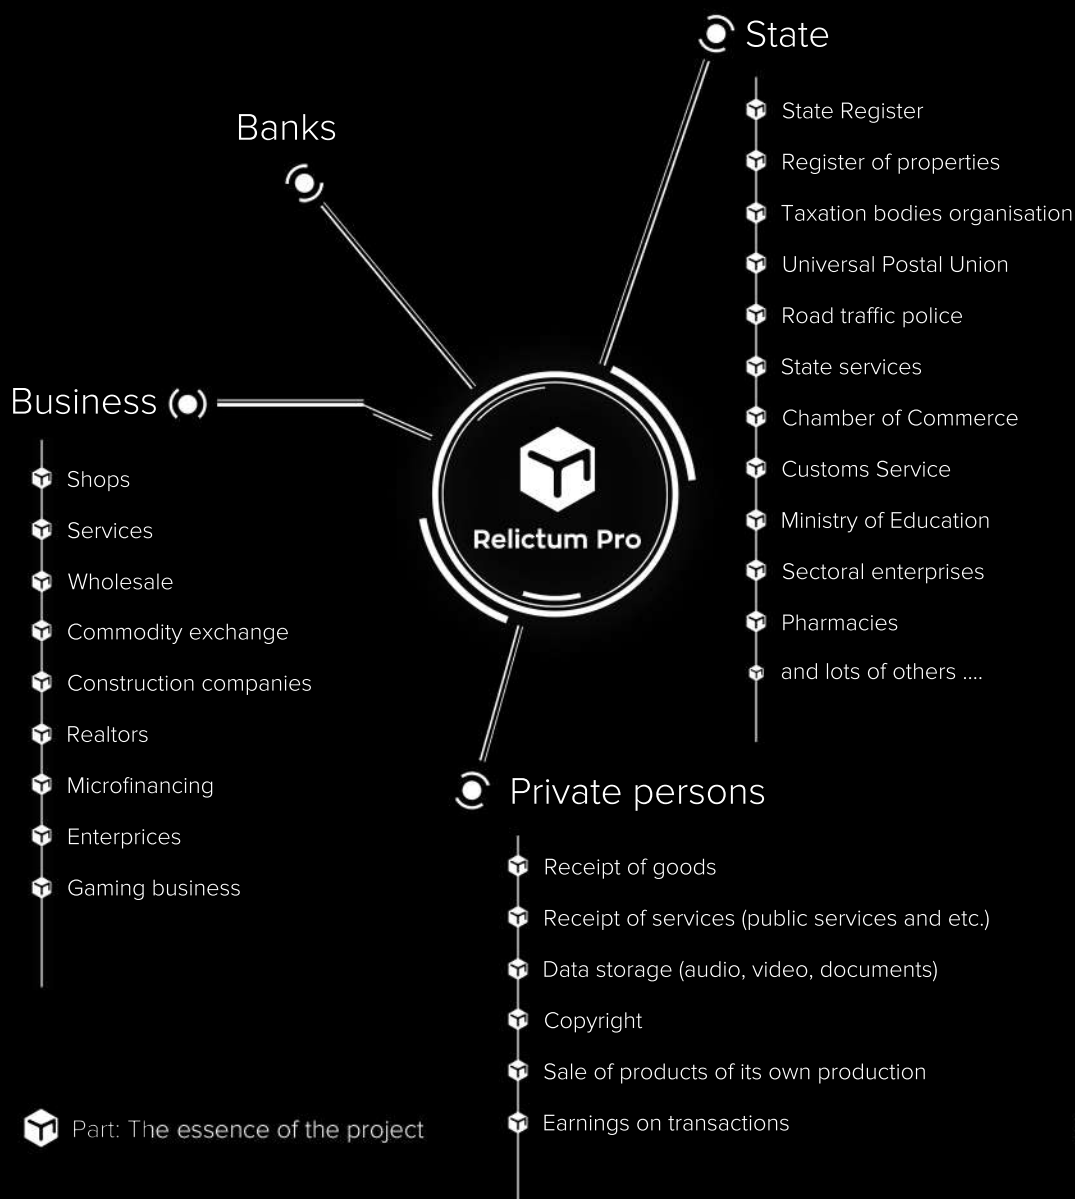 State
State Register
Register of properties
Taxation bodies organisation
Universal Postal Union
Road traffic police
State services
Chamber of Commerce
Customs Service
Ministry of Education
Sectoral enterprises
Pharmacies
and lots of others ....
Banks
Business
Shops
Services
Wholesale
Commodity exchange
Construction companies
Realtors
Microfinancing
Enterprices
Gaming business
Relictum Pro
Private persons
Receipt of goods
Receipt of services (public services and etc.)
Data storage (audio, video, documents)
Copyright
Sale of products of its own production
Earnings on transactions
Part: The essence of the project